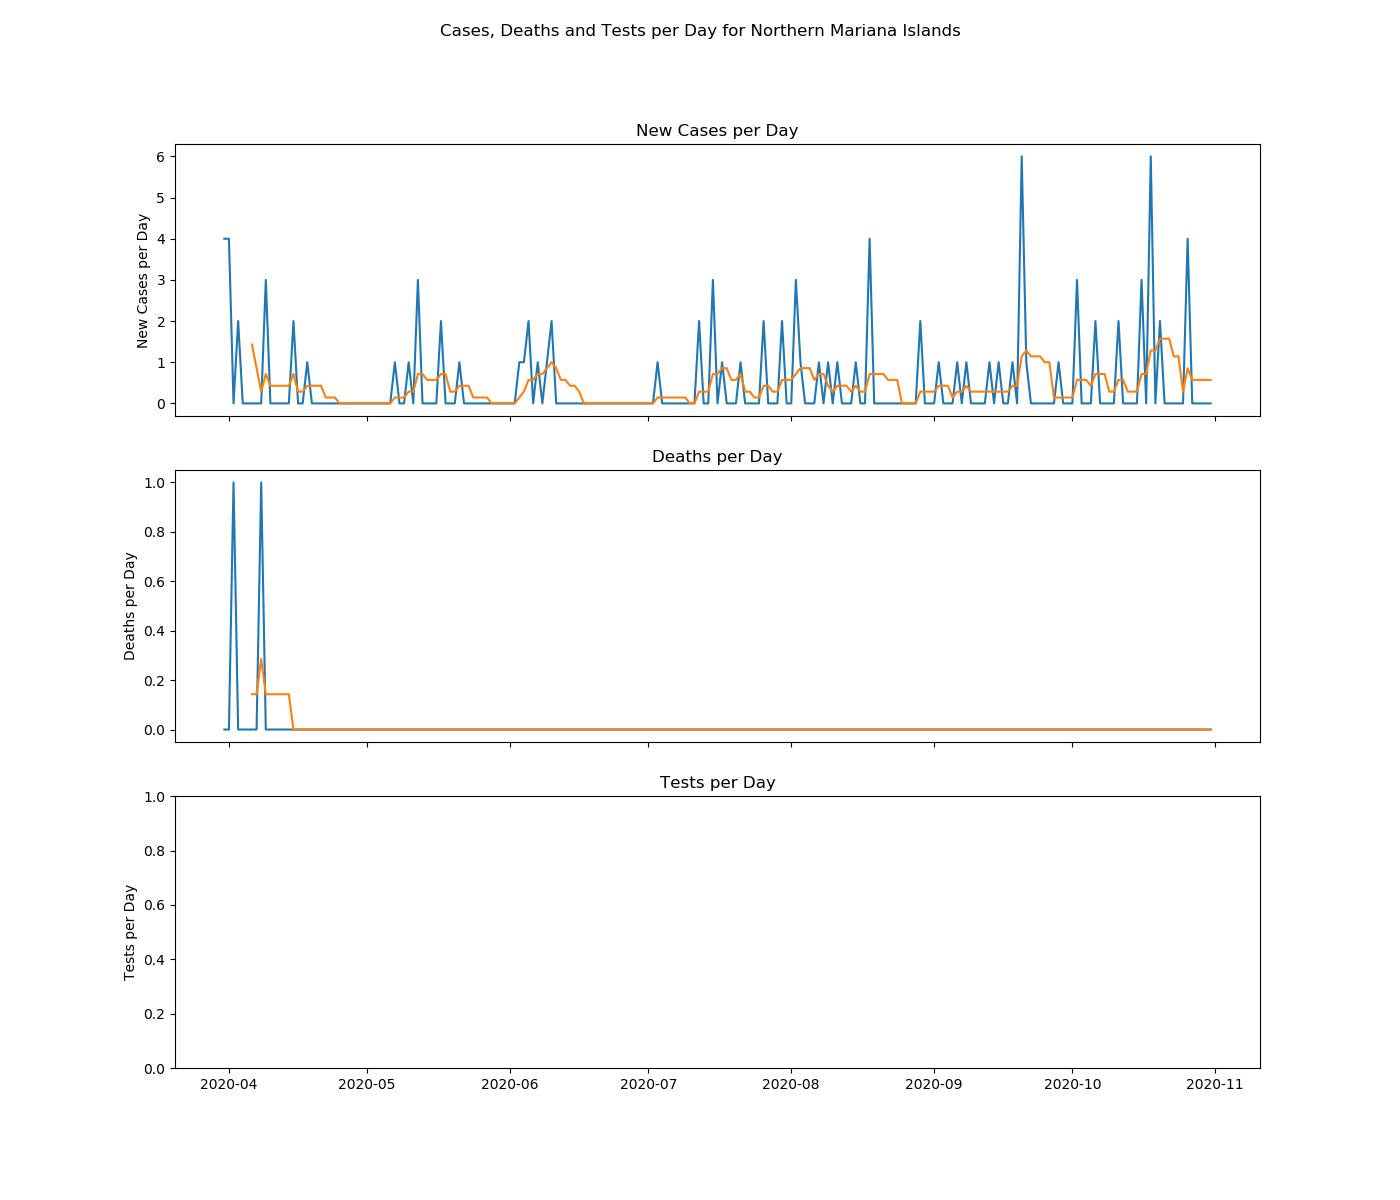 Cases, Deaths and Tests per Day for Northern Mariana Islands
New Cases per Day
New Cases per Day
6
5
4
3
2
1
0
Deaths per Day
Deaths per Day
1.0
0.8
0.6
0.4
0.2
0.0
Tests per Day
Tests per Day
1.0
0.8
0.6
0.4
0.2
0.0
2020-04 2020-05 2020-06 2020-07 2020-08 2020-09 2020-10 2020-11